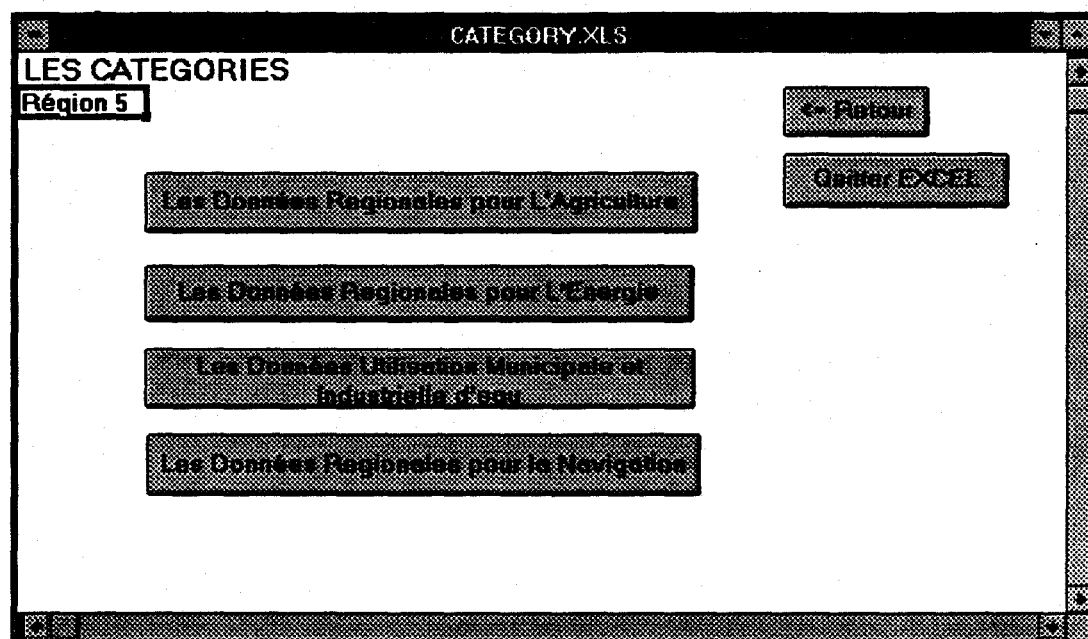 CATEGORY.XLS
LES CATEGORIES
Région 5
<- Retour
Quitter EXCEL
Les Données Regionales pour L'Agriculture
Les Données Regionales pour L'Energie
Les Données Utilisation Municipale et
Industrielle d'eau
Les Données Regionales pour la Navigation